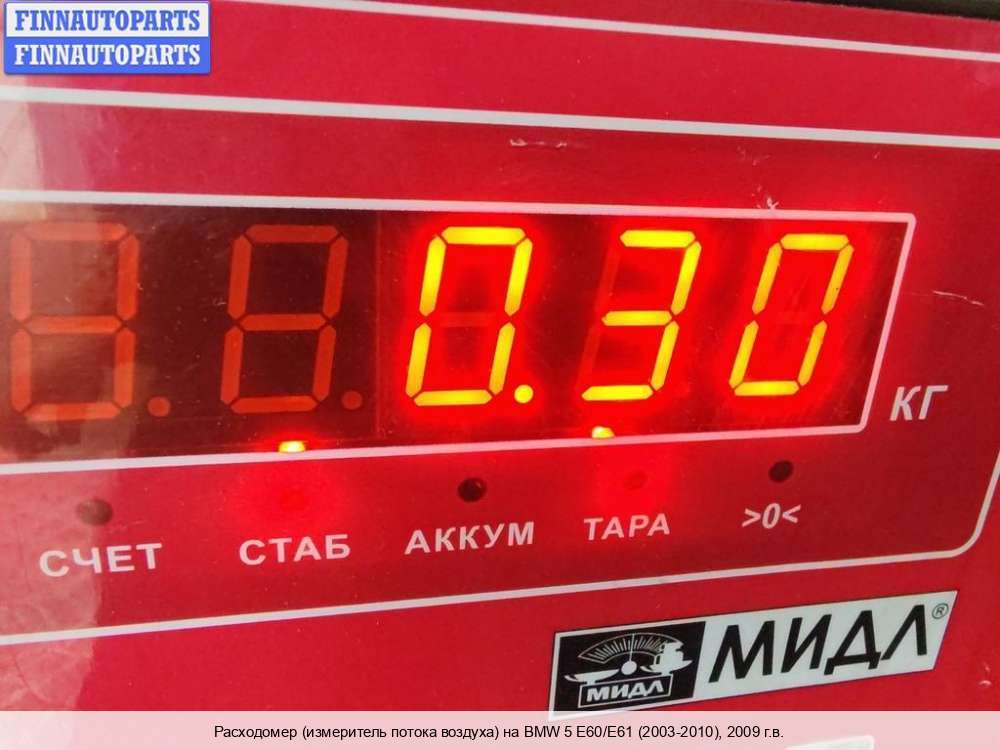 FINNAUTOPARTS
FINNAUTOPARTS
0.30
КГ
СЧЕТ СТАБ АККУМ ТАРА >0<
МИДЛ МИДЛ®
Расходомер (измеритель потока воздуха) на BMW 5 E60/E61 (2003-2010), 2009 г.в.